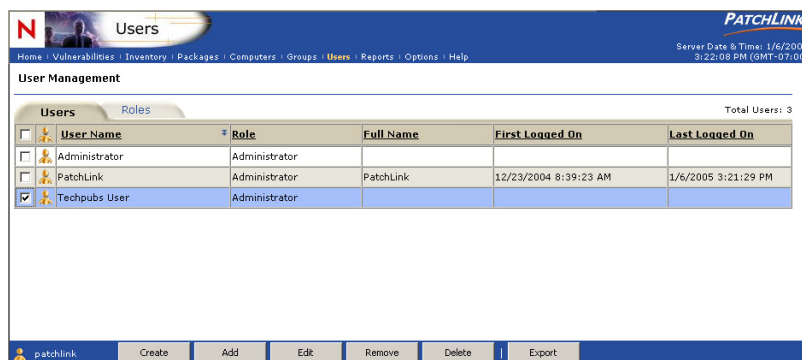 N Users PATCHLINK
Server Date & Time: 1/6/200
3:22:08 PM (GMT-07:00
Home Vulnerabilities Inventory Packages Computers Groups Users Reports Options Help
User Management
Users Roles Total Users: 3
User Name Role Full Name First Logged On Last Logged On
Administrator Administrator
PatchLink Administrator PatchLink 12/23/2004 8:39:23 AM 1/6/2005 3:21:29 PM
Techpubs User Administrator
patchlink Create Add Edit Remove Delete | Export